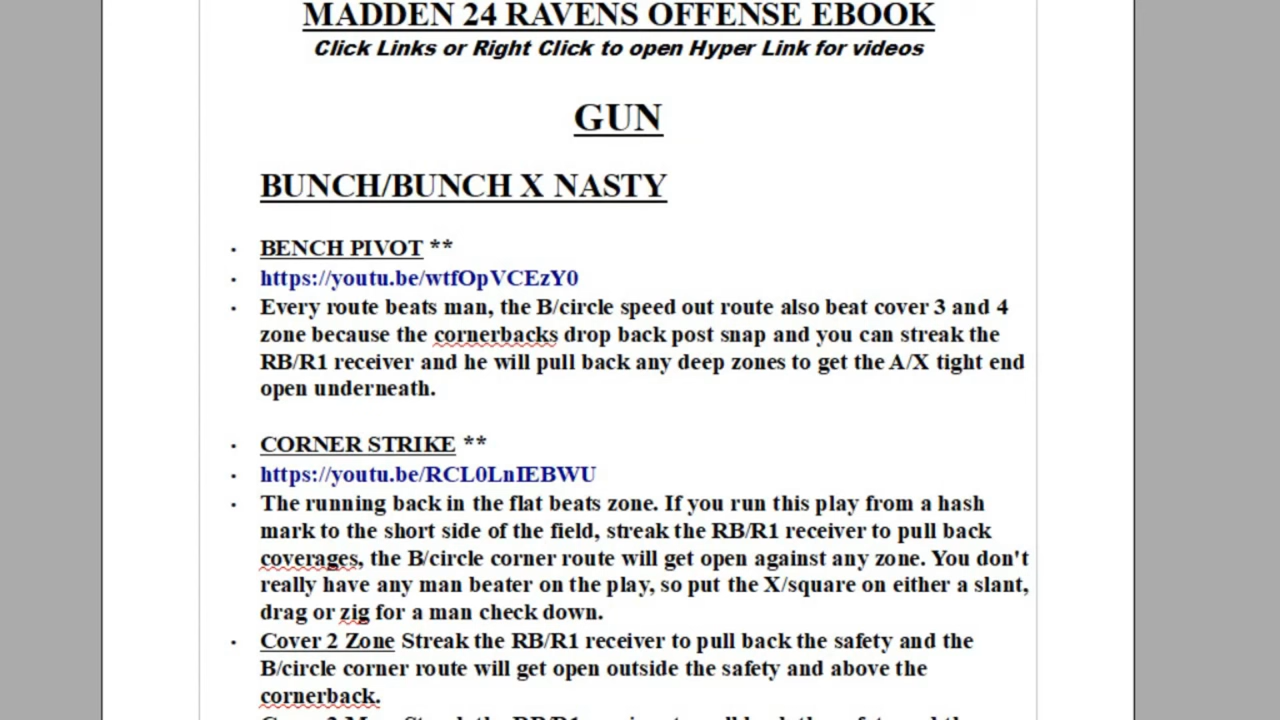 MADDEN 24 RAVENS OFFENSE EBOOK
Click Links or Right Click to open Hyper Link for videos
GUN
BUNCH/BUNCH X NASTY
· BENCH PIVOT **
· https://youtu.be/wtfOpVCEzY0
· Every route beats man, the B/circle speed out route also beat cover 3 and 4
zone because the cornerbacks drop back post snap and you can streak the
RB/R1 receiver and he will pull back any deep zones to get the A/X tight end
open underneath.
· CORNER STRIKE **
· https://youtu.be/RCL0LnIEBWU
· The running back in the flat beats zone. If you run this play from a hash
mark to the short side of the field, streak the RB/R1 receiver to pull back
coverages, the B/circle corner route will get open against any zone. You don't
really have any man beater on the play, so put the X/square on either a slant,
drag or zig for a man check down.
· Cover 2 Zone Streak the RB/R1 receiver to pull back the safety and the
B/circle corner route will get open outside the safety and above the
cornerback.